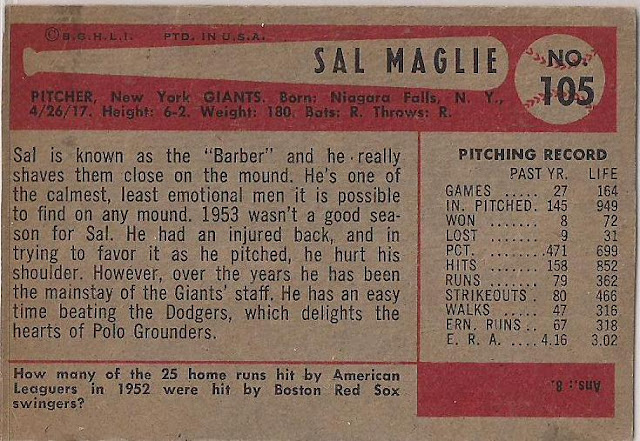 ©B.G.H.L.I. PTD. IN U.S.A.
SAL MAGLIE
NO.
105
PITCHER, New York GIANTS. Born: Niagara Falls, N. Y.,
4/26/17. Height: 6-2. Weight: 180. Bats: R. Throws: R.
Sal is known as the "Barber" and he really
shaves them close on the mound. He's one of
the calmest, least emotional men it is possible
to find on any mound. 1953 wasn't a good sea-
son for Sal. He had an injured back, and in
trying to favor it as he pitched, he hurt his
shoulder. However, over the years he has been
the mainstay of the Giants' staff. He has an easy
time beating the Dodgers, which delights the
hearts of Polo Grounders.
PITCHING RECORD
PAST YR. LIFE
GAMES ..... 27 164
IN. PITCHED. 145 949
WON ....... 8 72
LOST ....... 9 31
PCT. ...... .471 699
HITS ...... 158 852
RUNS ...... 79 362
STRIKEOUTS . 80 466
WALKS ..... 47 316
ERN. RUNS .. 67 318
E. R. A. .... 4.16 3.02
How many of the 25 home runs hit by American
Leaguers in 1952 were hit by Boston Red Sox
swingers?
Ans.: 8.